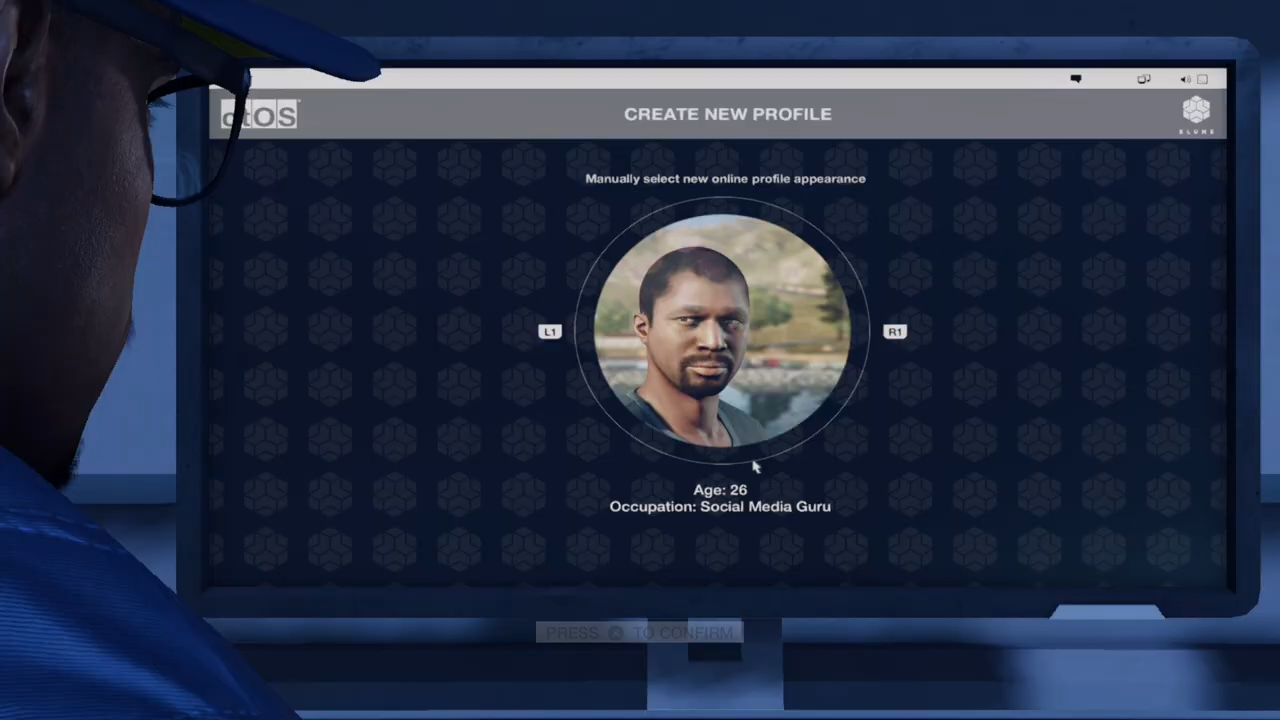 ctOS
CREATE NEW PROFILE
BLUME
Manually select new online profile appearance
L1
R1
Age: 26
Occupation: Social Media Guru
PRESS X TO CONFIRM